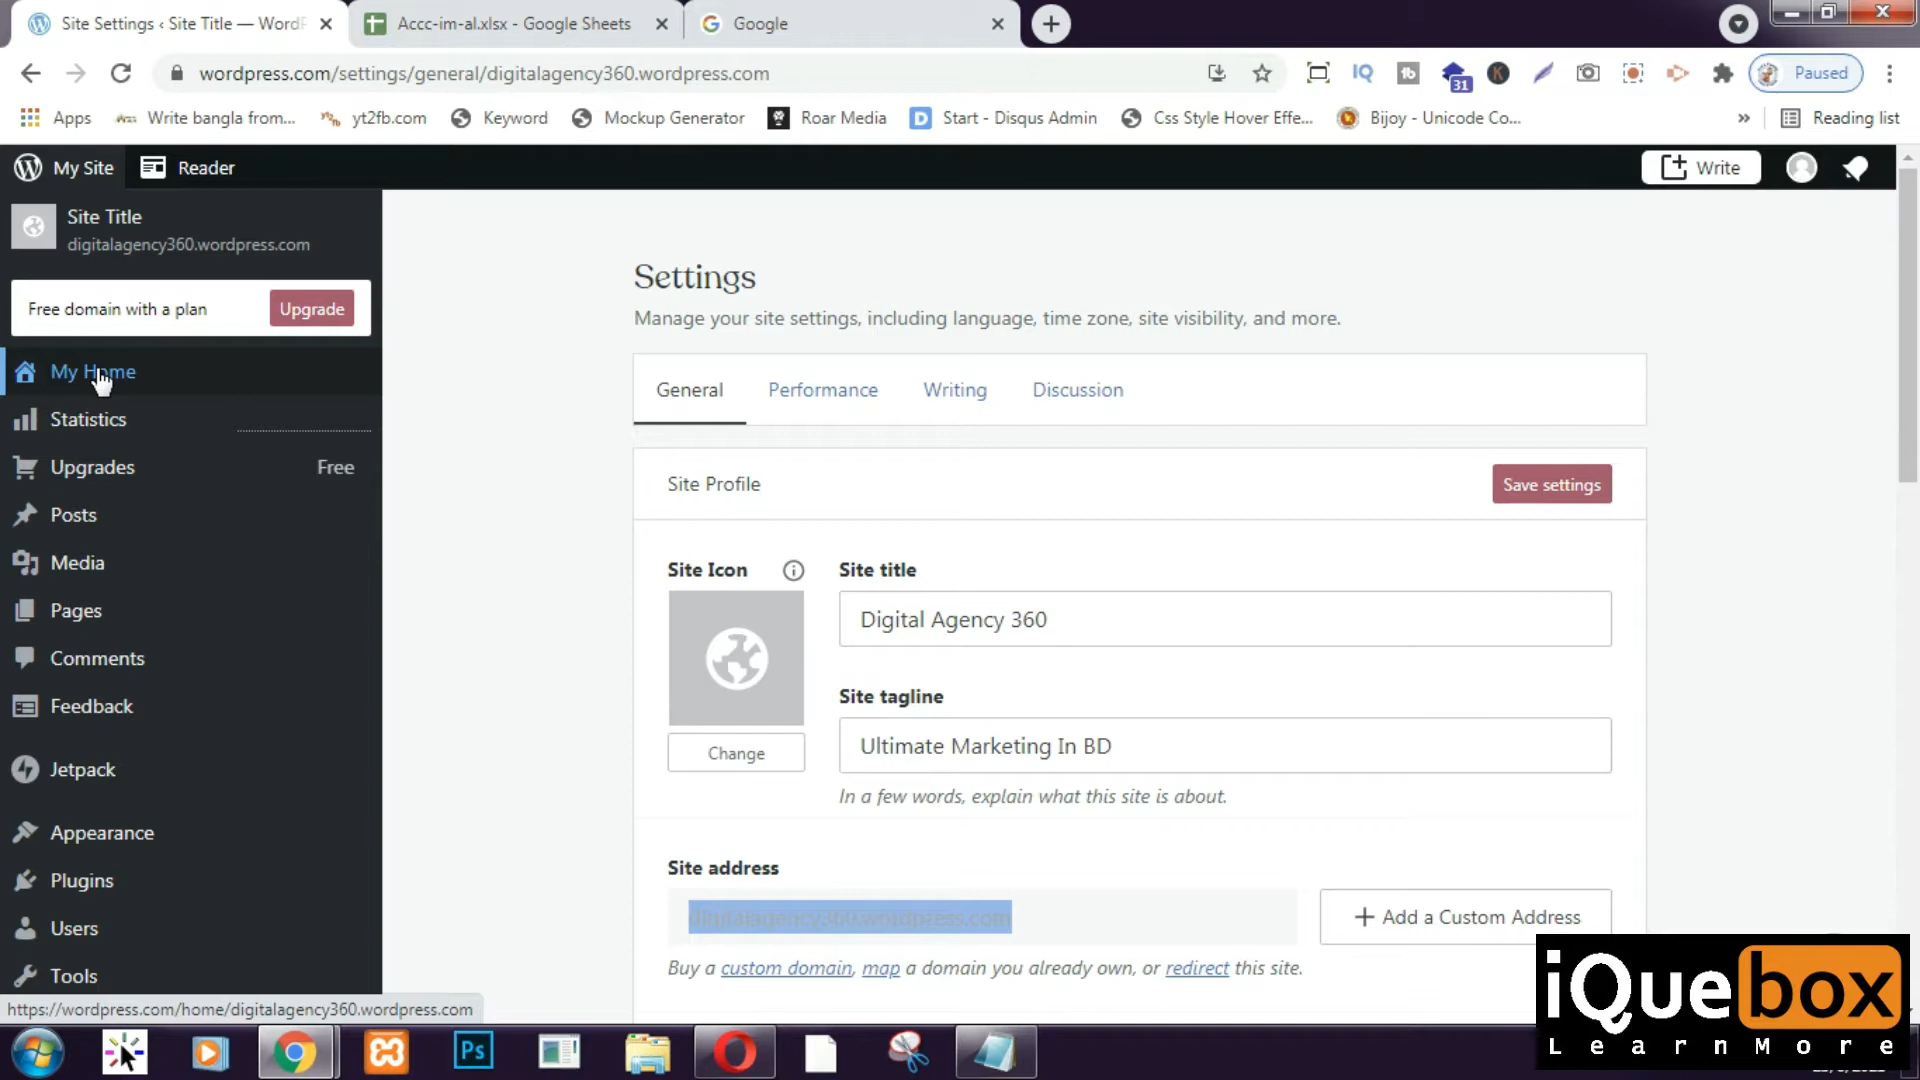 Site Settings ‹ Site Title — WordP
Accc-im-al.xlsx - Google Sheets
Google
wordpress.com/settings/general/digitalagency360.wordpress.com
31
Paused
Apps
Write bangla from...
yt2fb.com
Keyword
Mockup Generator
Roar Media
Start - Disqus Admin
Css Style Hover Effe...
Bijoy - Unicode Co...
»
Reading list
My Site
Reader
Write
Site Title
digitalagency360.wordpress.com
Free domain with a plan
Upgrade
My Home
Statistics
Upgrades
Free
Posts
Media
Pages
Comments
Feedback
Jetpack
Appearance
Plugins
Users
Tools
https://wordpress.com/home/digitalagency360.wordpress.com
Settings
Manage your site settings, including language, time zone, site visibility, and more.
General
Performance
Writing
Discussion
Site Profile
Save settings
Site Icon
Site title
Digital Agency 360
Change
Site tagline
Ultimate Marketing In BD
In a few words, explain what this site is about.
Site address
digitalagency360.wordpress.com
Add a Custom Address
Buy a custom domain, map a domain you already own, or redirect this site.
iQuebox
LearnMore
Ps